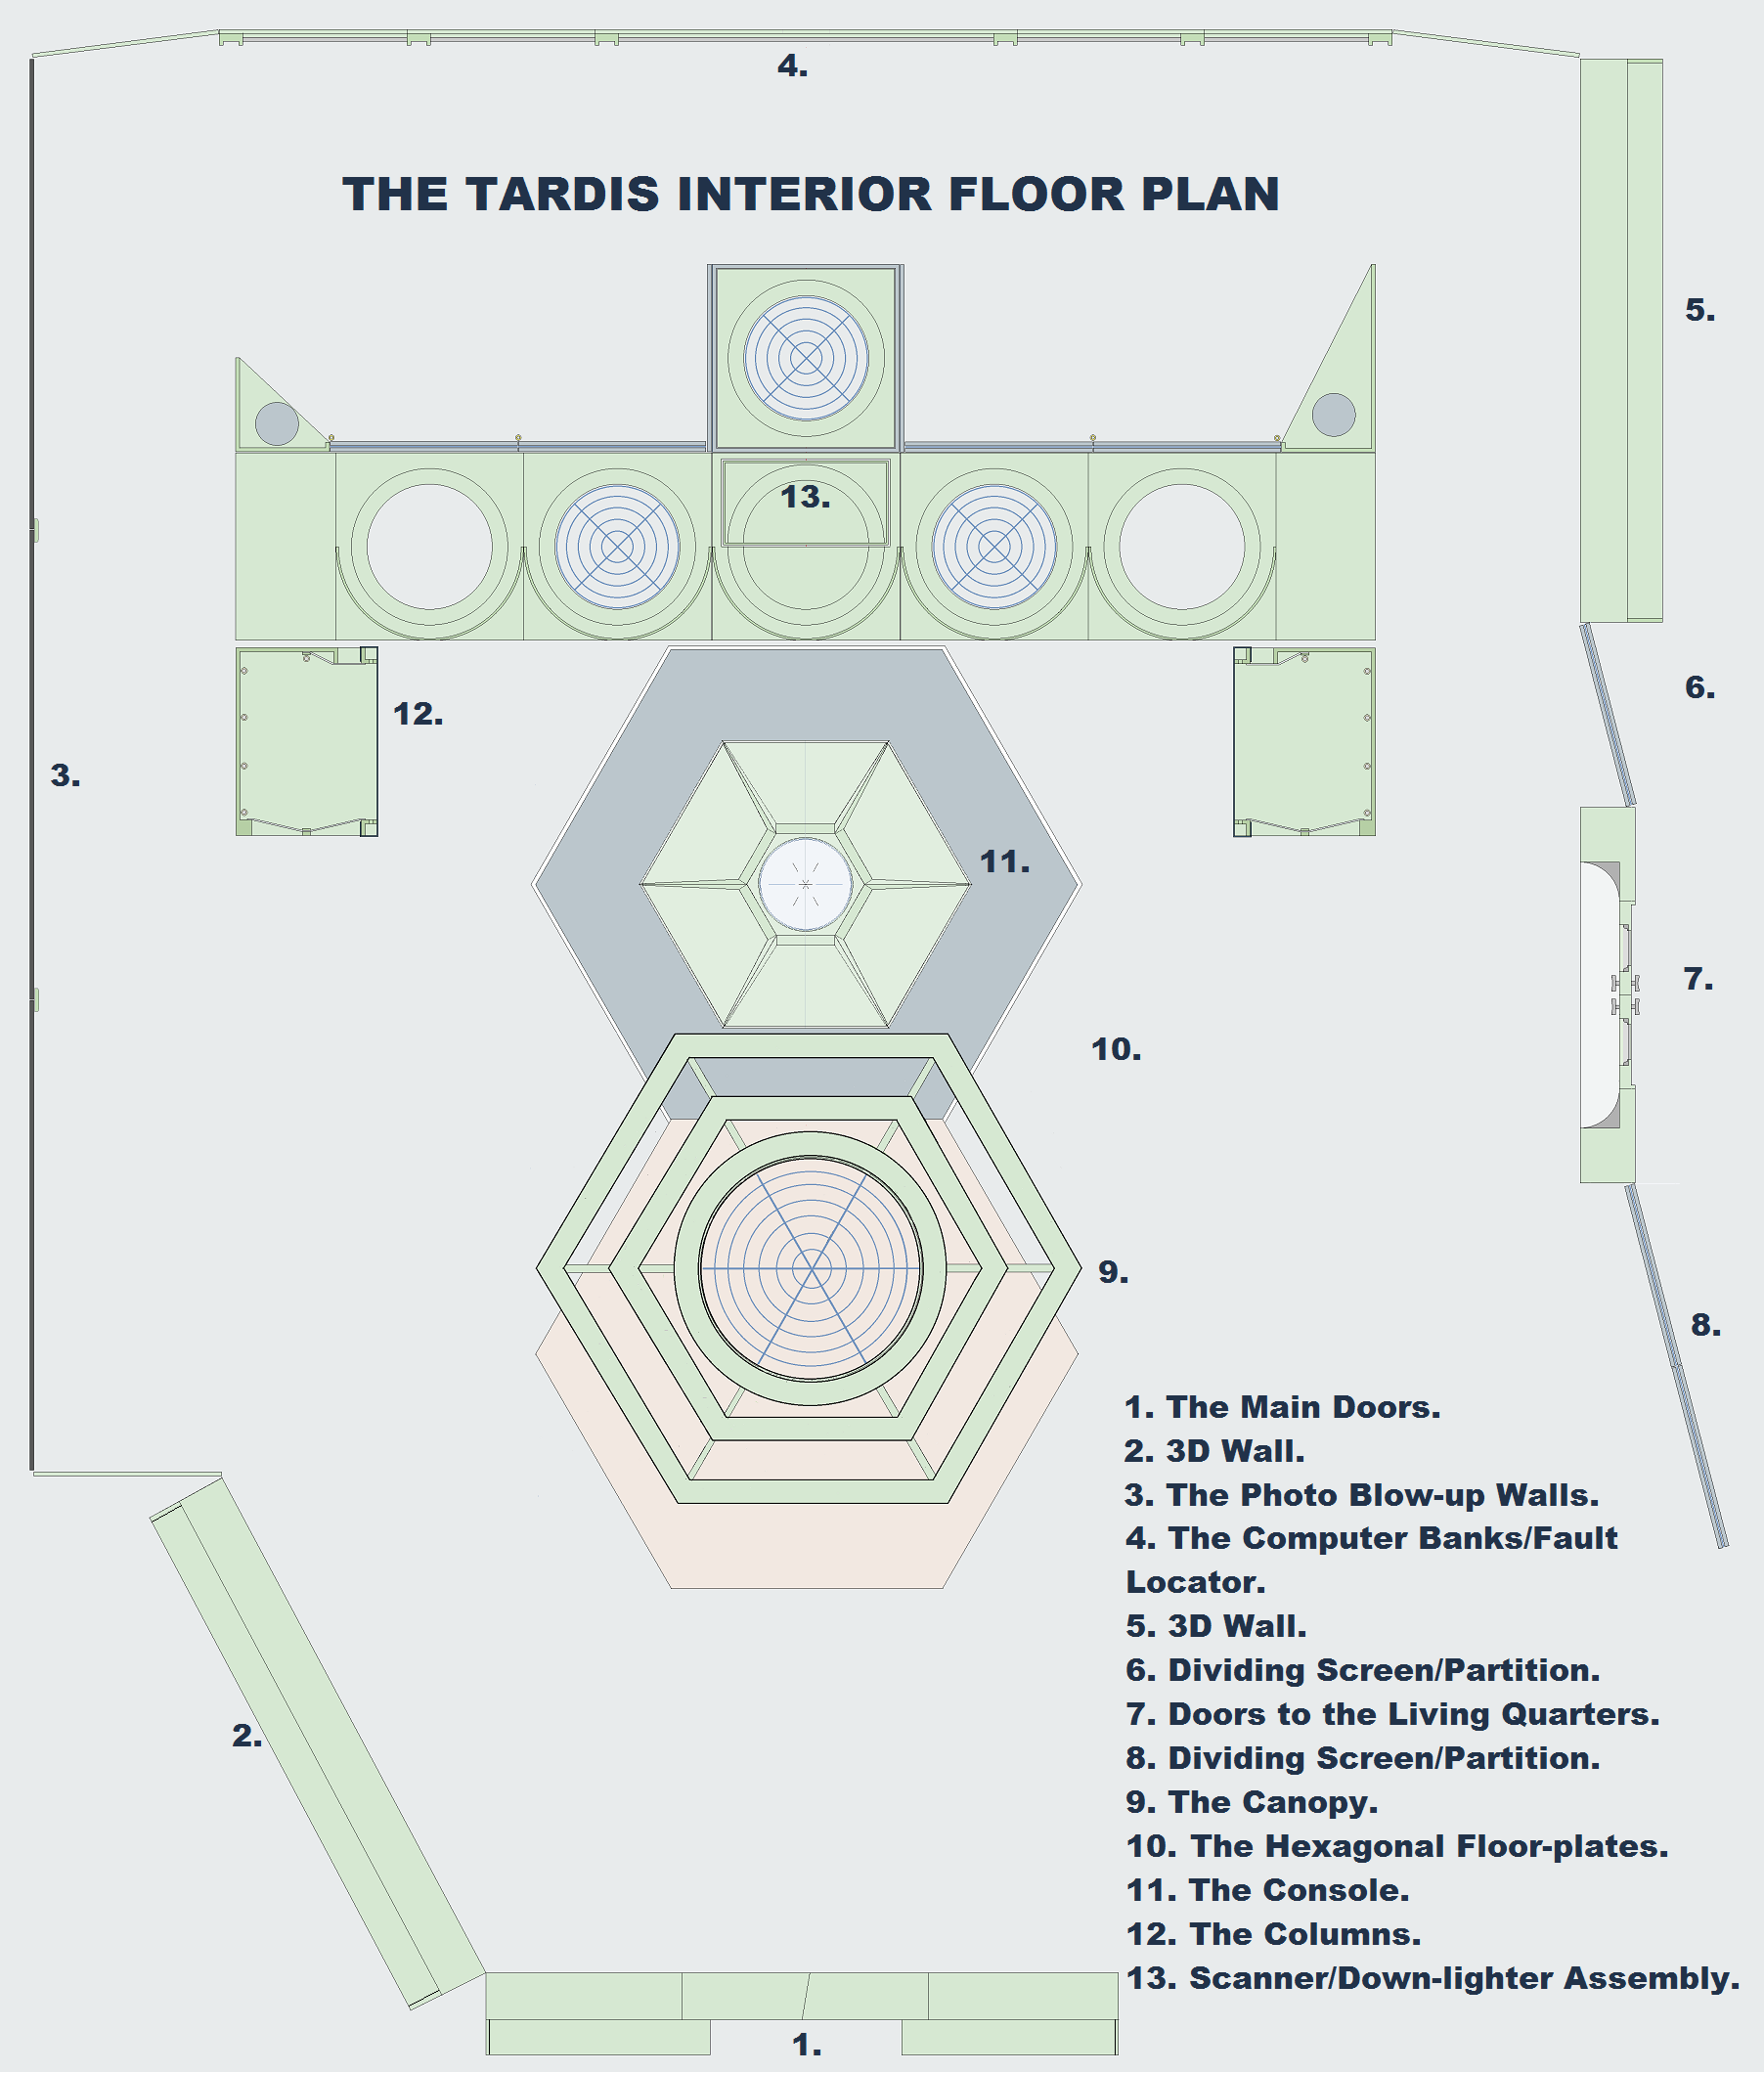 4.
THE TARDIS INTERIOR FLOOR PLAN
5.
13.
6.
12.
3.
11.
7.
10.
9.
8.
1. The Main Doors.
2. 3D Wall.
3. The Photo Blow-up Walls.
4. The Computer Banks/Fault
Locator.
5. 3D Wall.
6. Dividing Screen/Partition.
7. Doors to the Living Quarters.
8. Dividing Screen/Partition.
9. The Canopy.
10. The Hexagonal Floor-plates.
11. The Console.
12. The Columns.
13. Scanner/Down-lighter Assembly.
2.
1.